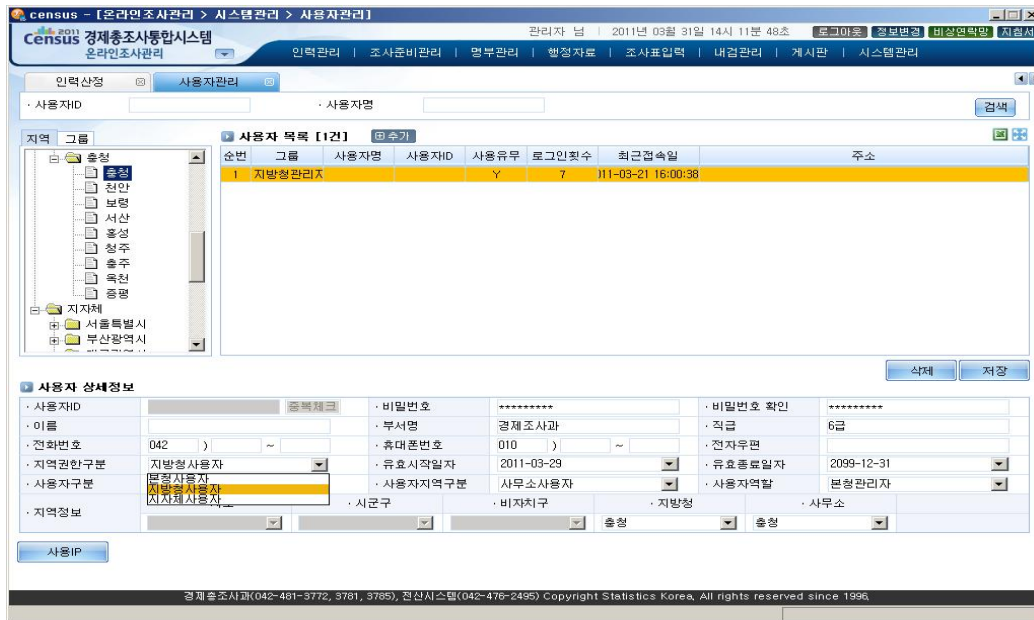 census - [온라인조사관리 > 시스템관리 > 사용자관리]
census 2011 경제총조사통합시스템
온라인조사관리
관리자 님 | 2011년 03월 31일 14시 11분 48초 로그아웃 정보변경 비상연락망 지침서
인력관리 | 조사준비관리 | 명부관리 | 행정자료 | 조사표입력 | 내검관리 | 게시판 | 시스템관리
인력산정 사용자관리
· 사용자ID · 사용자명 검색
지역 그룹
사용자 목록 [1건] 추가
순번 그룹 사용자명 사용자ID 사용유무 로그인횟수 최근접속일 주소
1 지방청관리자 Y 7 011-03-21 16:00:38
충청
충청
천안
보령
서산
홍성
청주
충주
옥천
증평
지자체
서울특별시
부산광역시
삭제 저장
사용자 상세정보
· 사용자ID 중복체크 · 비밀번호 ********* · 비밀번호 확인 *********
· 이름 · 부서명 경제조사과 · 직급 6급
· 전화번호 042 ) ~ · 휴대폰번호 010 ) ~ · 전자우편
· 지역권한구분 지방청사용자 · 유효시작일자 2011-03-29 · 유효종료일자 2099-12-31
본청사용자
지방청사용자
지자체사용자
· 사용자구분 · 사용자지역구분 사무소사용자 · 사용자역할 본청관리자
· 지역정보 · 시군구 · 비자치구 · 지방청 · 사무소
충청 충청
사용IP
경제총조사과(042-481-3772, 3781, 3785), 전산시스템(042-476-2495) Copyright Statistics Korea, All rights reserved since 1996.